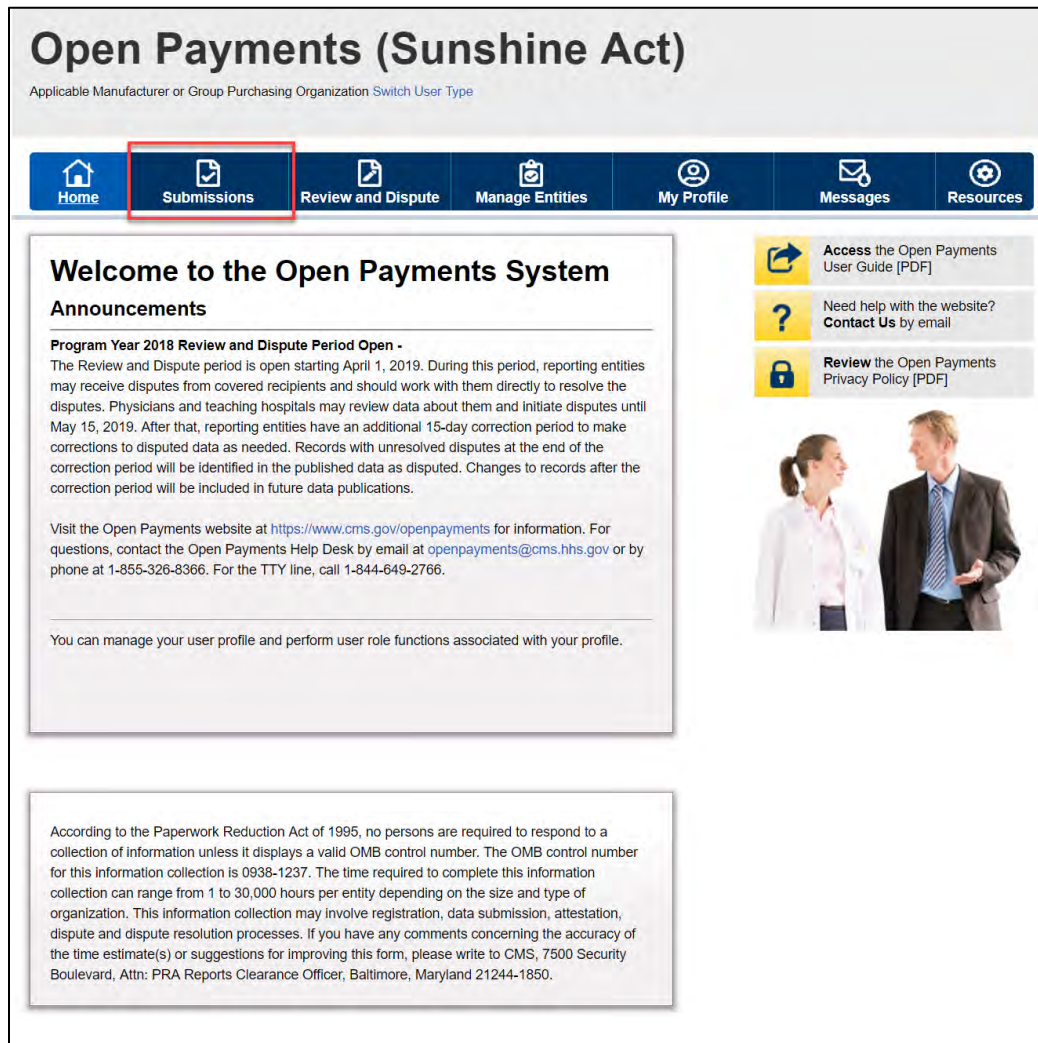 Open Payments (Sunshine Act)
Applicable Manufacturer or Group Purchasing Organization Switch User Type
Home Submissions Review and Dispute Manage Entities My Profile Messages Resources
Welcome to the Open Payments System
Announcements
Program Year 2018 Review and Dispute Period Open -
The Review and Dispute period is open starting April 1, 2019. During this period, reporting entities
may receive disputes from covered recipients and should work with them directly to resolve the
disputes. Physicians and teaching hospitals may review data about them and initiate disputes until
May 15, 2019. After that, reporting entities have an additional 15-day correction period to make
corrections to disputed data as needed. Records with unresolved disputes at the end of the
correction period will be identified in the published data as disputed. Changes to records after the
correction period will be included in future data publications.
Visit the Open Payments website at https://www.cms.gov/openpayments for information. For
questions, contact the Open Payments Help Desk by email at openpayments@cms.hhs.gov or by
phone at 1-855-326-8366. For the TTY line, call 1-844-649-2766.
You can manage your user profile and perform user role functions associated with your profile.
Access the Open Payments
User Guide [PDF]
?
Need help with the website?
Contact Us by email
Review the Open Payments
Privacy Policy [PDF]
According to the Paperwork Reduction Act of 1995, no persons are required to respond to a
collection of information unless it displays a valid OMB control number. The OMB control number
for this information collection is 0938-1237. The time required to complete this information
collection can range from 1 to 30,000 hours per entity depending on the size and type of
organization. This information collection may involve registration, data submission, attestation,
dispute and dispute resolution processes. If you have any comments concerning the accuracy of
the time estimate(s) or suggestions for improving this form, please write to CMS, 7500 Security
Boulevard, Attn: PRA Reports Clearance Officer, Baltimore, Maryland 21244-1850.